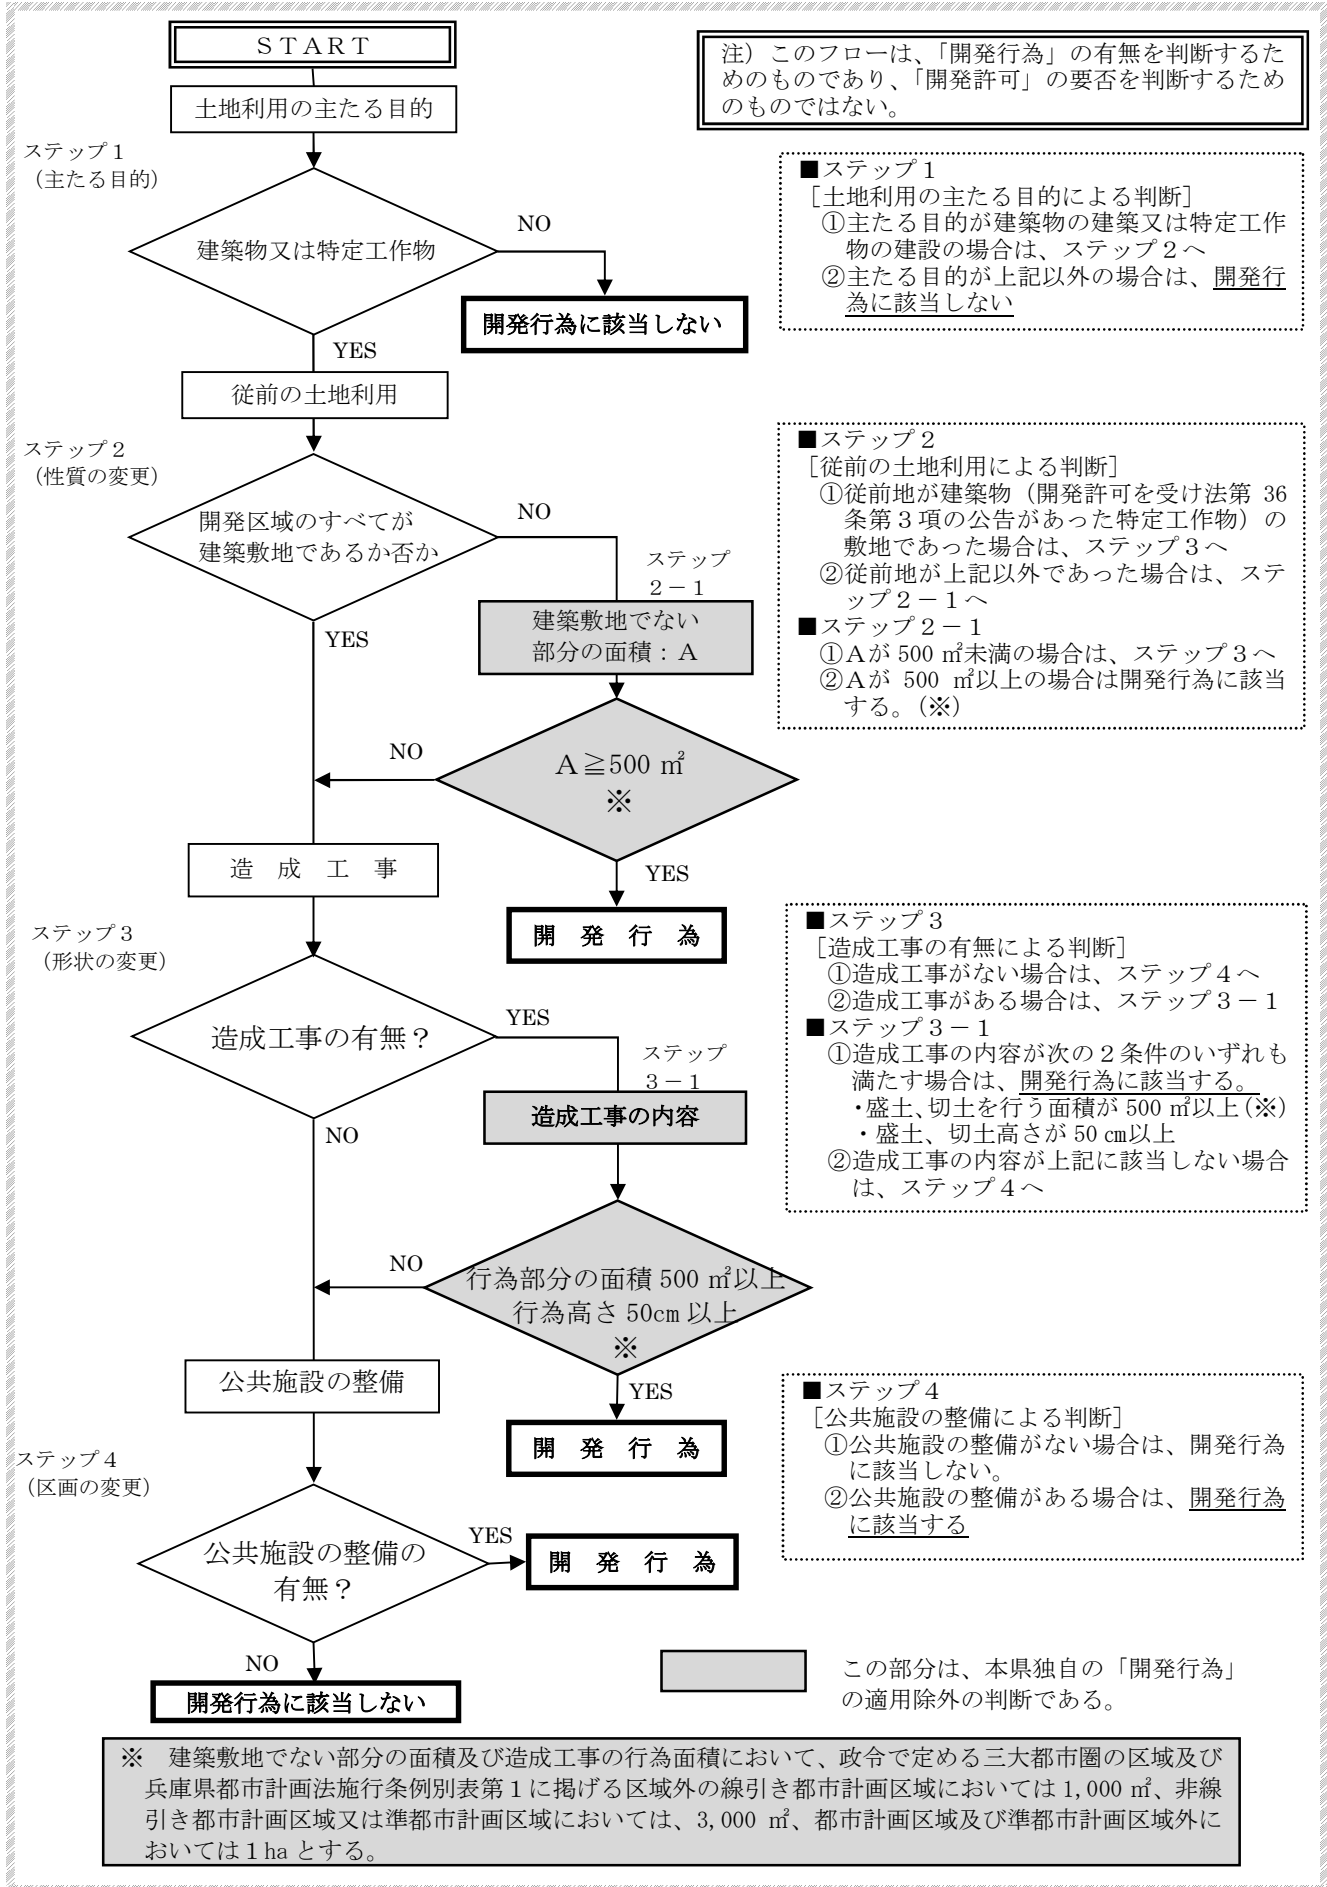 ＳＴＡＲＴ
注）このフローは、「開発行為」の有無を判断するた
めのものであり、「開発許可」の要否を判断するため
のものではない。
土地利用の主たる目的
ステップ１
（主たる目的）
建築物又は特定工作物
NO
開発行為に該当しない
YES
■ステップ１
［土地利用の主たる目的による判断］
①主たる目的が建築物の建築又は特定工作
物の建設の場合は、ステップ２へ
②主たる目的が上記以外の場合は、開発行
為に該当しない
従前の土地利用
ステップ２
（性質の変更）
開発区域のすべてが
建築敷地であるか否か
NO
YES
ステップ
２－１
建築敷地でない
部分の面積：Ａ
Ａ≧500 ㎡
※
NO
YES
開 発 行 為
■ステップ２
［従前の土地利用による判断］
①従前地が建築物（開発許可を受け法第 36
条第３項の公告があった特定工作物）の
敷地であった場合は、ステップ３へ
②従前地が上記以外であった場合は、ステ
ップ２－１へ
■ステップ２－１
①Ａが 500 ㎡未満の場合は、ステップ３へ
②Ａが 500 ㎡以上の場合は開発行為に該当
する。（※）
造 成 工 事
ステップ３
（形状の変更）
造成工事の有無？
YES
NO
ステップ
３－１
造成工事の内容
行為部分の面積 500 ㎡以上
行為高さ 50cm 以上
※
NO
YES
開 発 行 為
■ステップ３
［造成工事の有無による判断］
①造成工事がない場合は、ステップ４へ
②造成工事がある場合は、ステップ３－１
■ステップ３－１
①造成工事の内容が次の２条件のいずれも
満たす場合は、開発行為に該当する。
・盛土、切土を行う面積が 500 ㎡以上（※）
・盛土、切土高さが 50 ㎝以上
②造成工事の内容が上記に該当しない場合
は、ステップ４へ
公共施設の整備
ステップ４
（区画の変更）
公共施設の整備の
有無？
YES
開 発 行 為
NO
開発行為に該当しない
■ステップ４
［公共施設の整備による判断］
①公共施設の整備がない場合は、開発行為
に該当しない。
②公共施設の整備がある場合は、開発行為
に該当する
この部分は、本県独自の「開発行為」
の適用除外の判断である。
※ 建築敷地でない部分の面積及び造成工事の行為面積において、政令で定める三大都市圏の区域及び
兵庫県都市計画法施行条例別表第１に掲げる区域外の線引き都市計画区域においては 1,000 ㎡、非線
引き都市計画区域又は準都市計画区域においては、3,000 ㎡、都市計画区域及び準都市計画区域外に
おいては１ha とする。